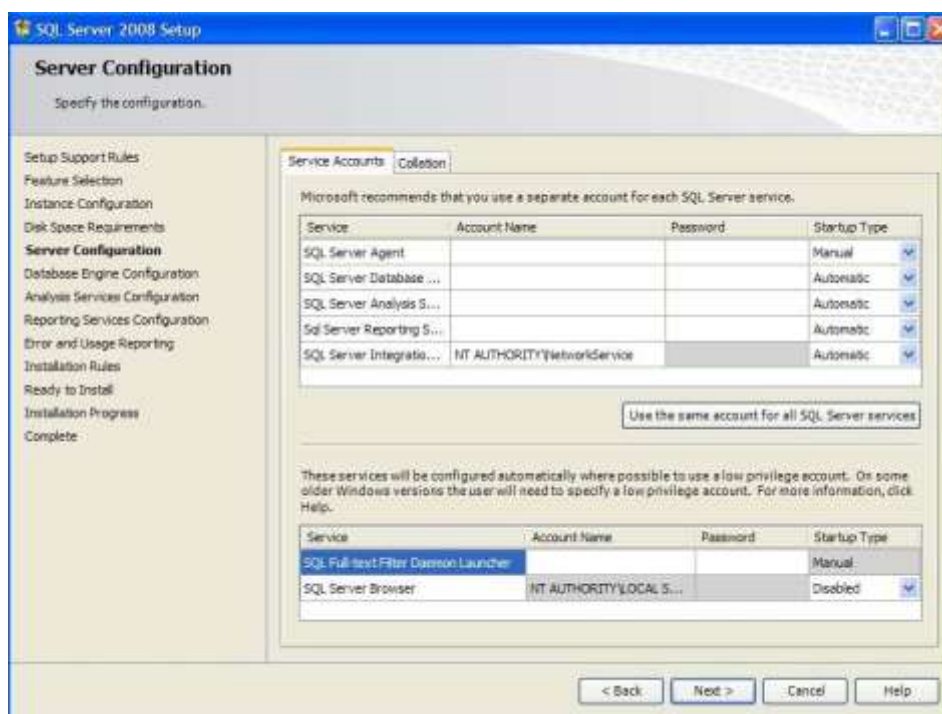 SQL Server 2008 Setup
Server Configuration
Specify the configuration.
Setup Support Rules
Feature Selection
Instance Configuration
Disk Space Requirements
Server Configuration
Database Engine Configuration
Analysis Services Configuration
Reporting Services Configuration
Error and Usage Reporting
Installation Rules
Ready to Install
Installation Progress
Complete
Service Accounts Collation
Microsoft recommends that you use a separate account for each SQL Server service.
Service Account Name Password Startup Type
SQL Server Agent Manual
SQL Server Database ... Automatic
SQL Server Analysis S... Automatic
Sql Server Reporting S... Automatic
SQL Server Integratio... NT AUTHORITY\NetworkService Automatic
Use the same account for all SQL Server services
These services will be configured automatically where possible to use a low privilege account. On some
older Windows versions the user will need to specify a low privilege account. For more information, click
Help.
Service Account Name Password Startup Type
SQL Full-text Filter Daemon Launcher Manual
SQL Server Browser NT AUTHORITY\LOCAL S... Disabled
< Back Next > Cancel Help